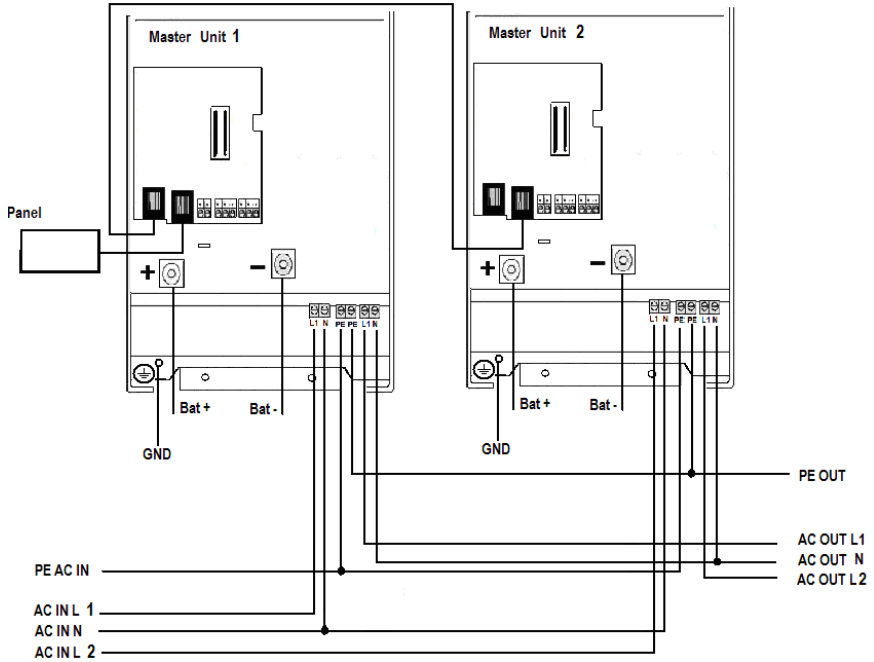 Master Unit 1
Master Unit 2
Panel
+
−
+
−
L1 N PE PE L1 N
L1 N PE PE L1 N
Bat +
Bat -
Bat +
Bat -
GND
GND
PE OUT
AC OUT L1
AC OUT N
AC OUT L2
PE AC IN
AC IN L 1
AC IN N
AC IN L 2